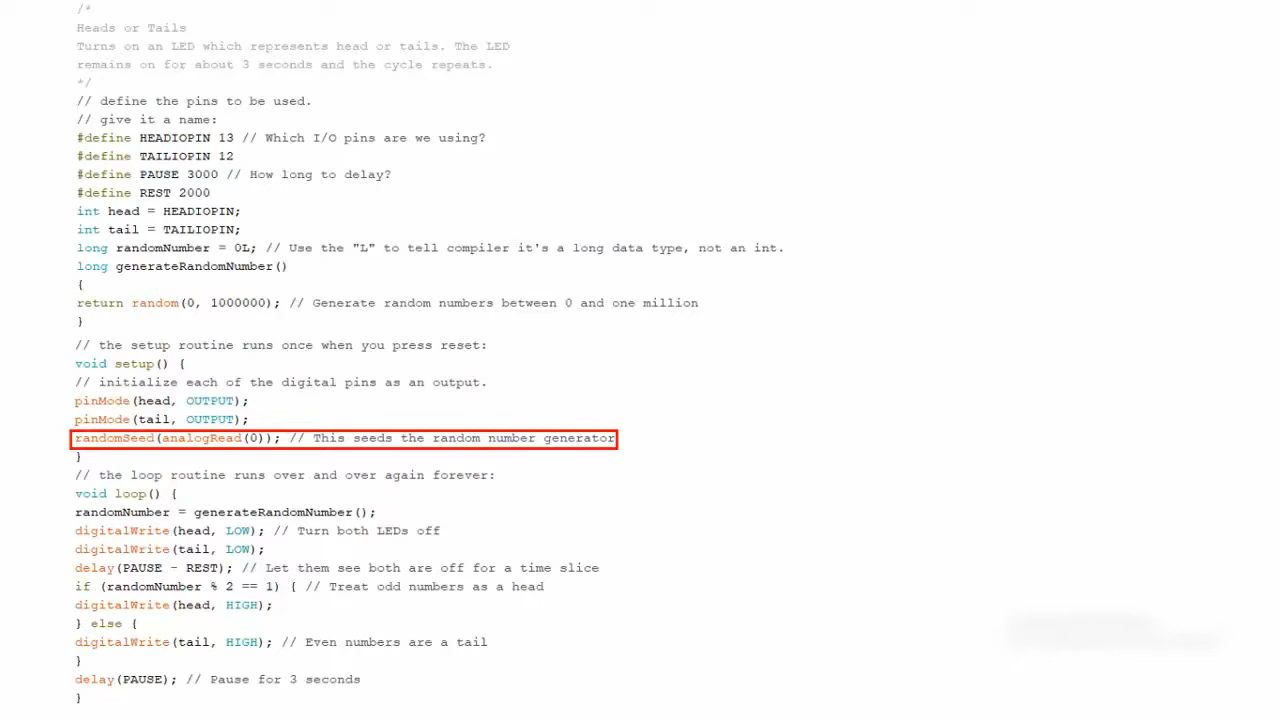 /*
Heads or Tails
Turns on an LED which represents head or tails. The LED
remains on for about 3 seconds and the cycle repeats.
*/
// define the pins to be used.
// give it a name:
#define HEADIOPIN 13 // Which I/O pins are we using?
#define TAILIOPIN 12
#define PAUSE 3000 // How long to delay?
#define REST 2000
int head = HEADIOPIN;
int tail = TAILIOPIN;
long randomNumber = 0L; // Use the "L" to tell compiler it's a long data type, not an int.
long generateRandomNumber()
{
return random(0, 1000000); // Generate random numbers between 0 and one million
}
// the setup routine runs once when you press reset:
void setup() {
// initialize each of the digital pins as an output.
pinMode(head, OUTPUT);
pinMode(tail, OUTPUT);
randomSeed(analogRead(0)); // This seeds the random number generator
}
// the loop routine runs over and over again forever:
void loop() {
randomNumber = generateRandomNumber();
digitalWrite(head, LOW); // Turn both LEDs off
digitalWrite(tail, LOW);
delay(PAUSE - REST); // Let them see both are off for a time slice
if (randomNumber % 2 == 1) { // Treat odd numbers as a head
digitalWrite(head, HIGH);
} else {
digitalWrite(tail, HIGH); // Even numbers are a tail
}
delay(PAUSE); // Pause for 3 seconds
}